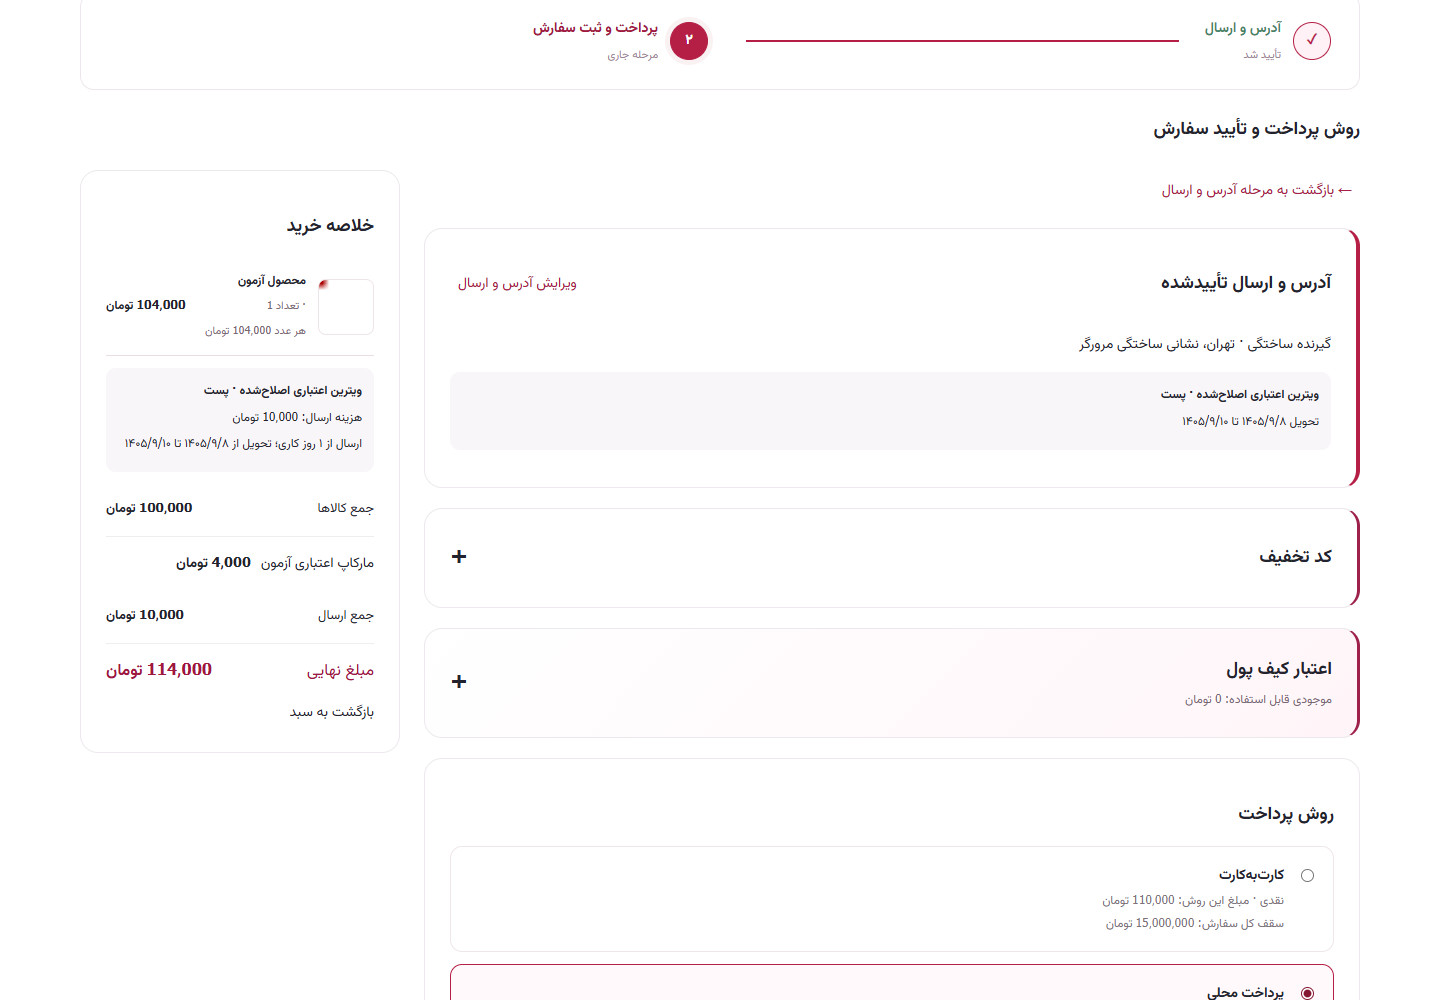 ✓ آدرس و ارسال
تأیید شد
۲ پرداخت و ثبت سفارش
مرحله جاری
روش پرداخت و تأیید سفارش
← بازگشت به مرحله آدرس و ارسال
آدرس و ارسال تأییدشده
ویرایش آدرس و ارسال
گیرنده ساختگی · تهران، نشانی ساختگی مرورگر
ویترین اعتباری اصلاح‌شده · پست
تحویل ۱۴۰۵/۹/۸ تا ۱۴۰۵/۹/۱۰
کد تخفیف +
اعتبار کیف پول +
موجودی قابل استفاده: 0 تومان
روش پرداخت
کارت‌به‌کارت
نقدی · مبلغ این روش: 110,000 تومان
سقف کل سفارش: 15,000,000 تومان
پرداخت محلی
خلاصه خرید
محصول آزمون
· تعداد 1
104,000 تومان
هر عدد 104,000 تومان
ویترین اعتباری اصلاح‌شده · پست
هزینه ارسال: 10,000 تومان
ارسال از ۱ روز کاری؛ تحویل از ۱۴۰۵/۹/۸ تا ۱۴۰۵/۹/۱۰
جمع کالاها 100,000 تومان
مارکاپ اعتباری آزمون 4,000 تومان
جمع ارسال 10,000 تومان
مبلغ نهایی 114,000 تومان
بازگشت به سبد